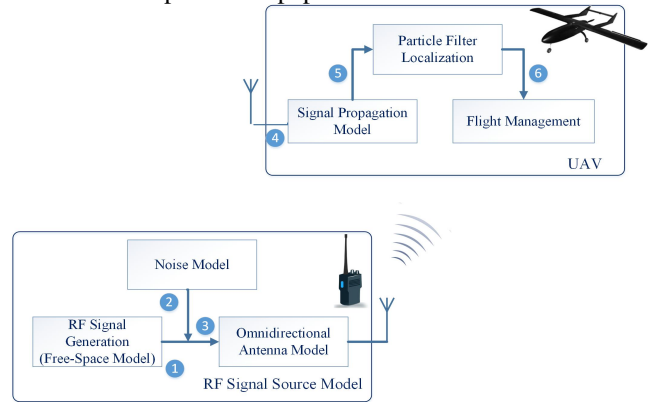 Particle Filter
Localization
5
6
Signal Propagation
Model
Flight Management
4
UAV
Noise Model
2
3
RF Signal
Generation
(Free-Space Model)
Omnidirectional
Antenna Model
1
RF Signal Source Model